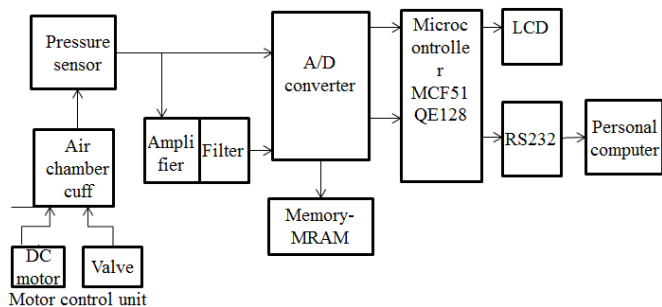 Pressure
sensor
A/D
converter
Microc
ontrolle
r
MCF51
QE128
LCD
Ampli
fier
Filter
RS232
Personal
computer
Air
chamber
cuff
Memory-
MRAM
DC
motor
Valve
Motor control unit